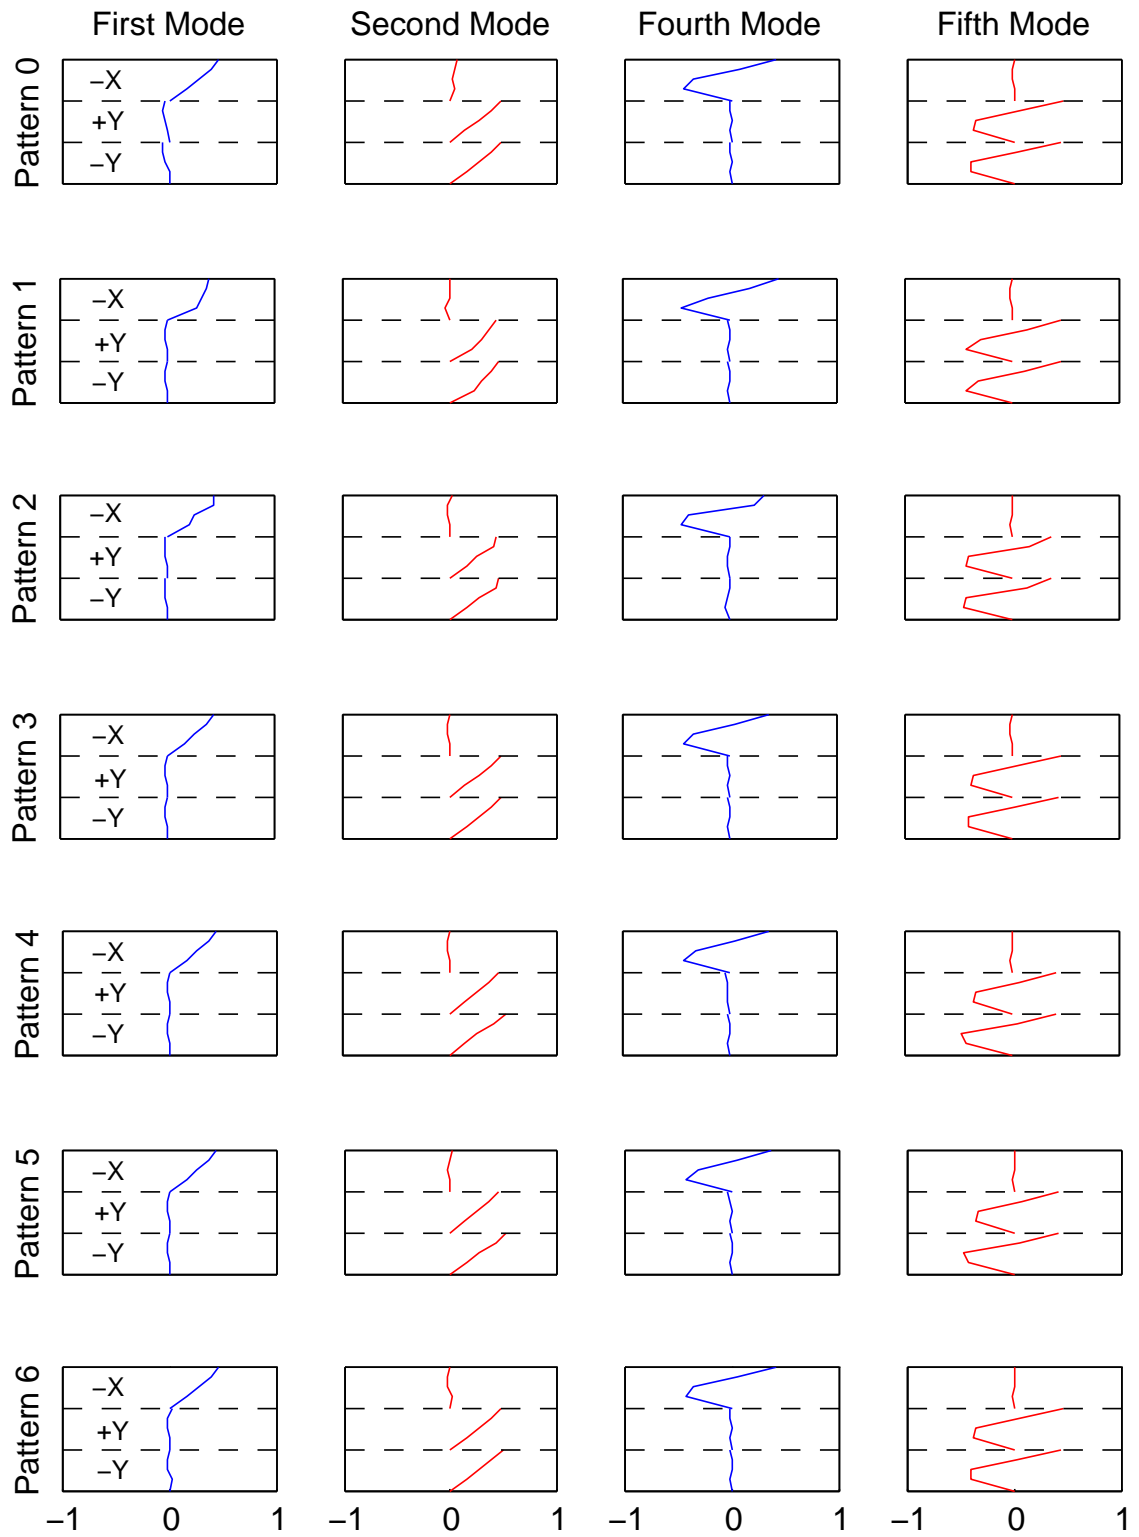 First Mode Second Mode Fourth Mode Fifth Mode
Pattern 0
−X
+Y
−Y
Pattern 1
−X
+Y
−Y
Pattern 2
−X
+Y
−Y
Pattern 3
−X
+Y
−Y
Pattern 4
−X
+Y
−Y
Pattern 5
−X
+Y
−Y
Pattern 6
−X
+Y
−Y
−1 0 1 −1 0 1 −1 0 1 −1 0 1